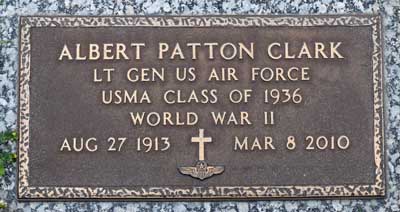 ALBERT PATTON CLARK
LT GEN US AIR FORCE
USMA CLASS OF 1936
WORLD WAR II
AUG 27 1913 MAR 8 2010